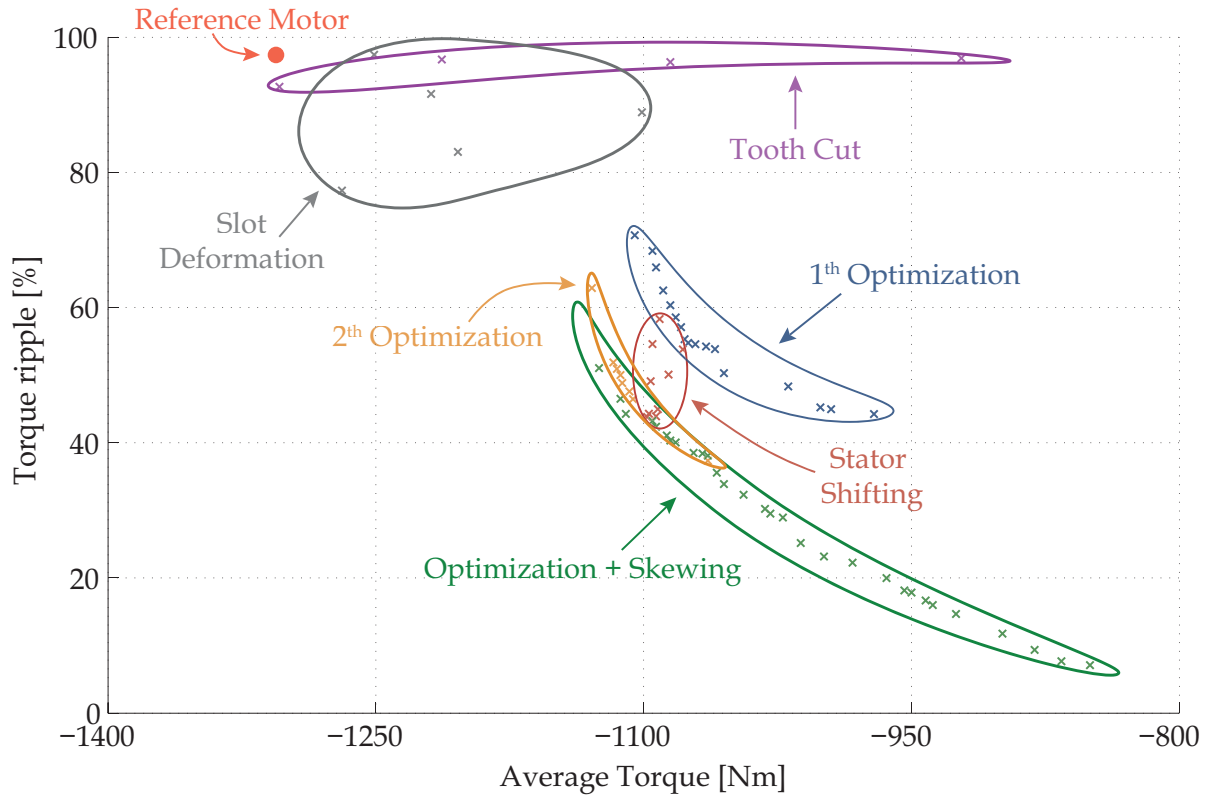 Reference Motor
100
80
60
40
20
0
Torque ripple [%]
Tooth Cut
Slot
Deformation
1th Optimization
2th Optimization
Stator
Shifting
Optimization + Skewing
−1400
−1250
−1100
−950
−800
Average Torque [Nm]